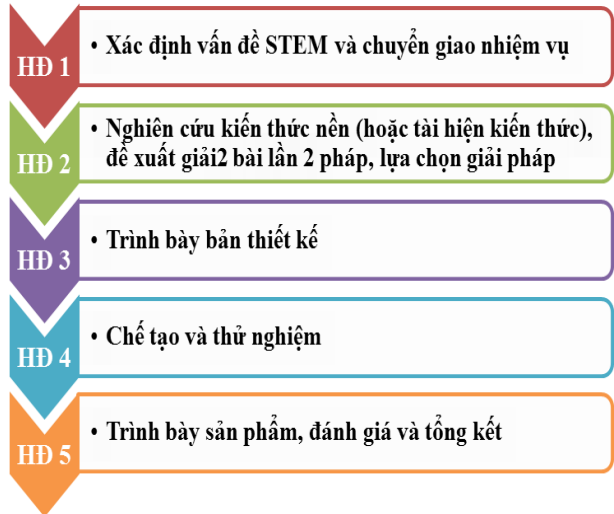 HĐ 1
• Xác định vấn đề STEM và chuyển giao nhiệm vụ
HĐ 2
• Nghiên cứu kiến thức nền (hoặc tài hiện kiến thức),
đề xuất giải2 bài lần 2 pháp, lựa chọn giải pháp
HĐ 3
• Trình bày bản thiết kế
HĐ 4
• Chế tạo và thử nghiệm
HĐ 5
• Trình bày sản phẩm, đánh giá và tổng kết